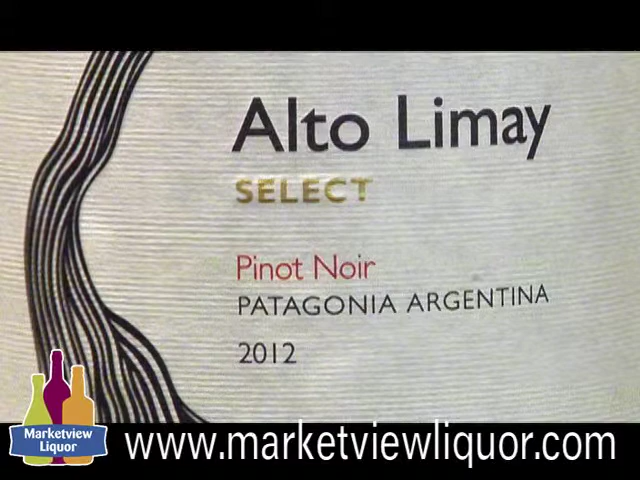 Alto Limay
SELECT
Pinot Noir
PATAGONIA ARGENTINA
2012
Marketview
Liquor
www.marketviewliquor.com